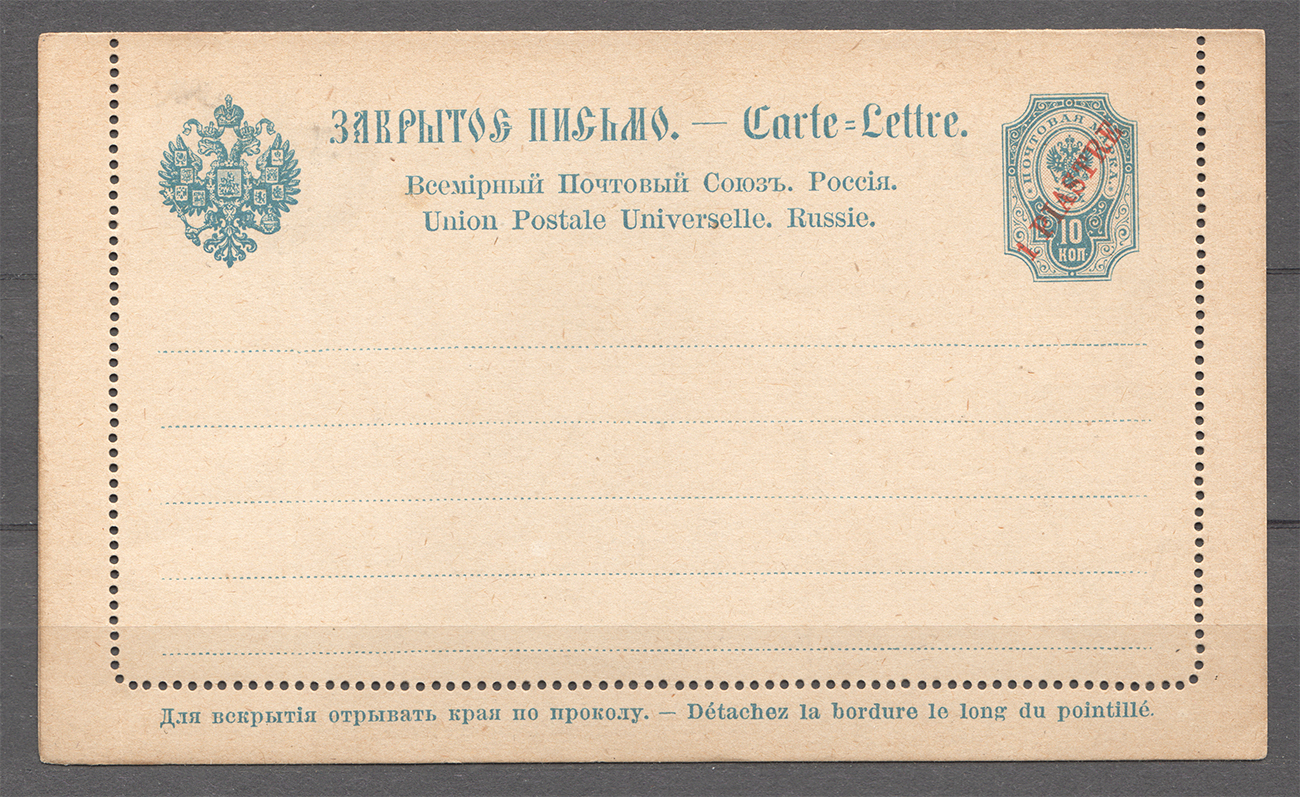 ЗАКРЫТОЕ ПИСЬМО. — Carte-Lettre.
Всемірный Почтовый Союзъ. Россія.
Union Postale Universelle. Russie.
ПОЧТОВАЯ МАРКА
1 PIASTRE
10
КОП
Для вскрытія отрывать края по проколу. — Détachez la bordure le long du pointillé.